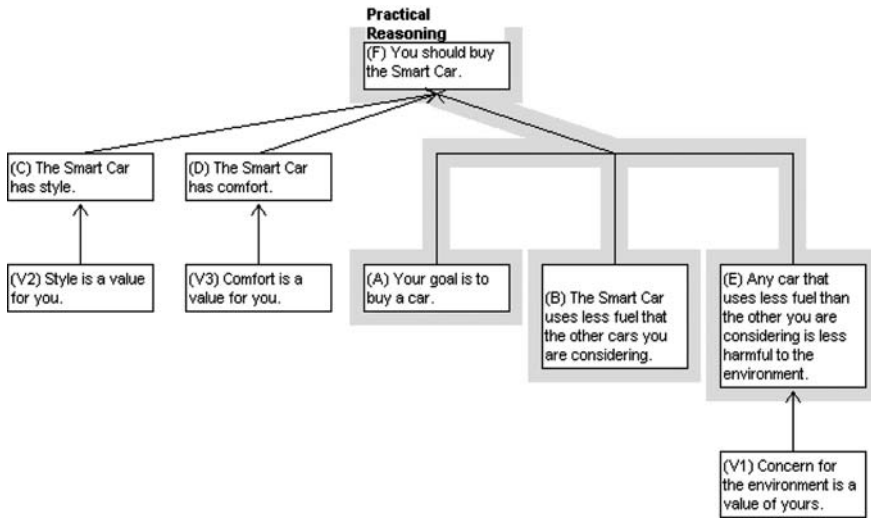 Practical
Reasoning
(F) You should buy
the Smart Car.
(C) The Smart Car
has style.
(D) The Smart Car
has comfort.
(V2) Style is a value
for you.
(V3) Comfort is a
value for you.
(A) Your goal is to
buy a car.
(B) The Smart Car
uses less fuel that
the other cars you
are considering.
(E) Any car that
uses less fuel than
the other you are
considering is less
harmful to the
environment.
(V1) Concern for
the environment is a
value of yours.